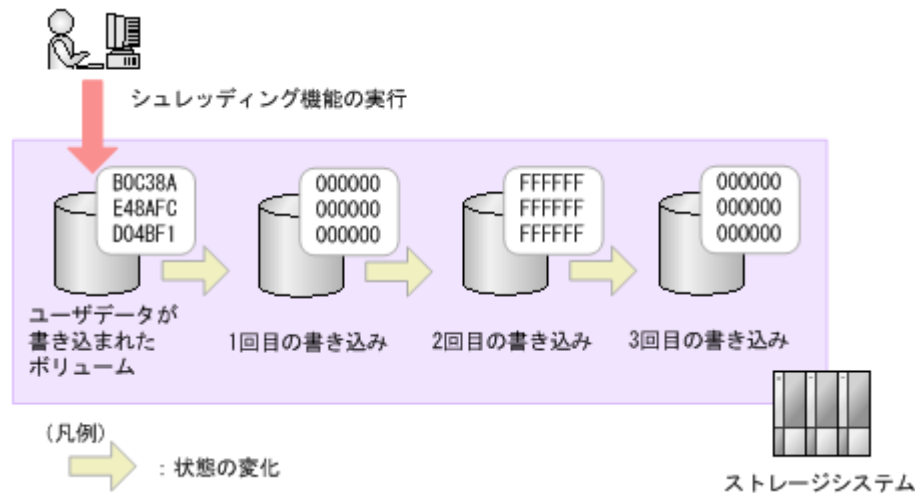 シュレッディング機能の実行
B0C38A
E48AFC
D04BF1
000000
000000
000000
FFFFFF
FFFFFF
FFFFFF
000000
000000
000000
ユーザデータが
書き込まれた
ボリューム
1回目の書き込み
2回目の書き込み
3回目の書き込み
(凡例)
：状態の変化
ストレージシステム